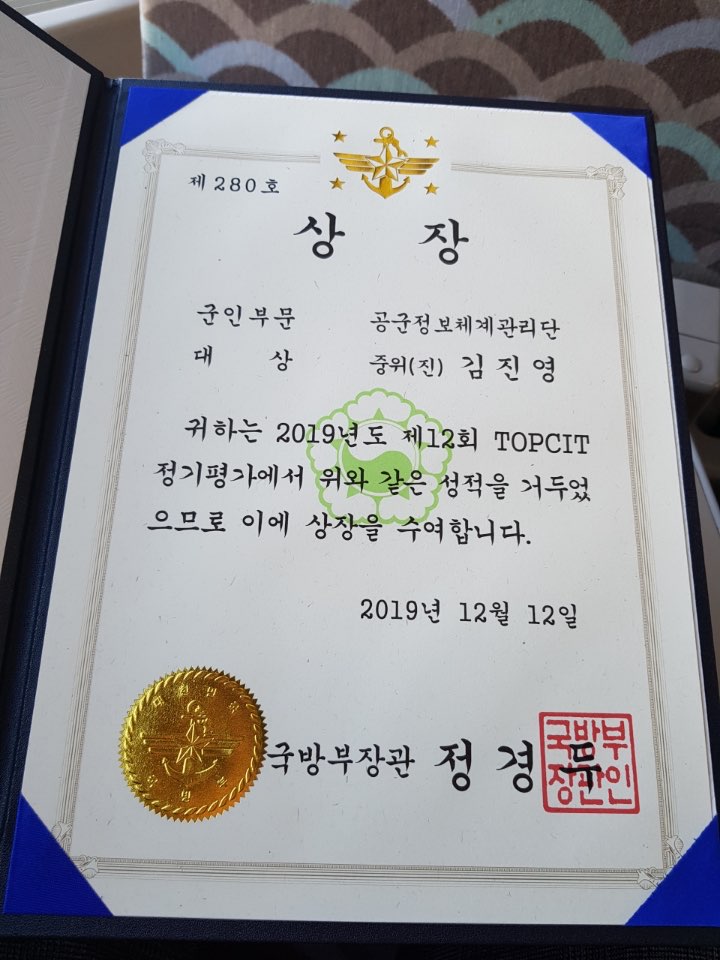 제 280 호
상 장
군인부문 공군정보체계관리단
대 상 중위(진) 김진영
귀하는 2019년도 제12회 TOPCIT
정기평가에서 위와 같은 성적을 거두었
으므로 이에 상장을 수여합니다.
2019년 12월 12일
국방부장관 정경두
국방부
장관인